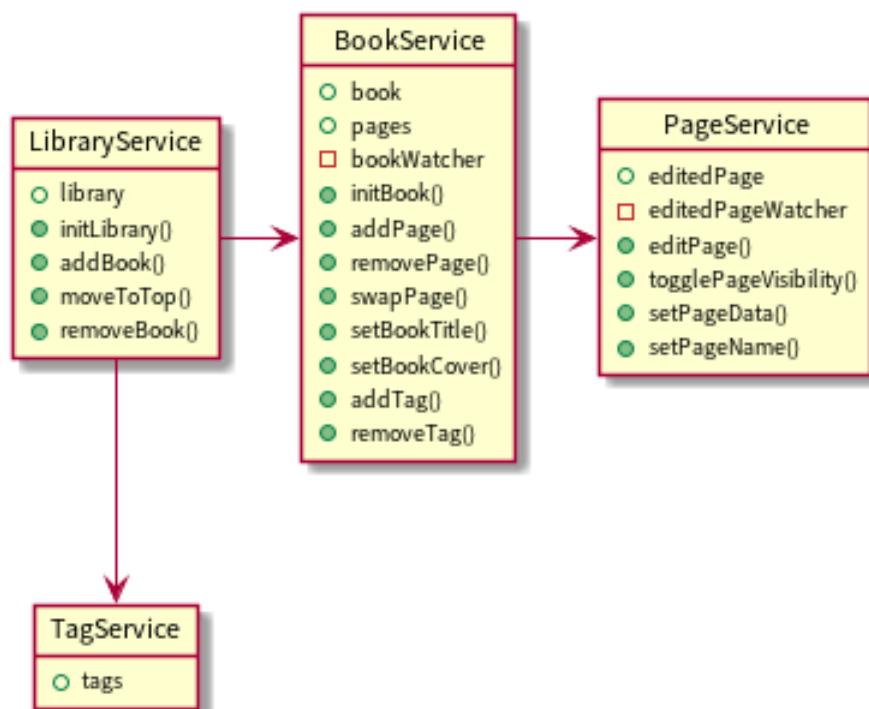 LibraryService
library
initLibrary()
addBook()
moveToTop()
removeBook()
BookService
book
pages
bookWatcher
initBook()
addPage()
removePage()
swapPage()
setBookTitle()
setBookCover()
addTag()
removeTag()
PageService
editedPage
editedPageWatcher
editPage()
togglePageVisibility()
setPageData()
setPageName()
TagService
tags